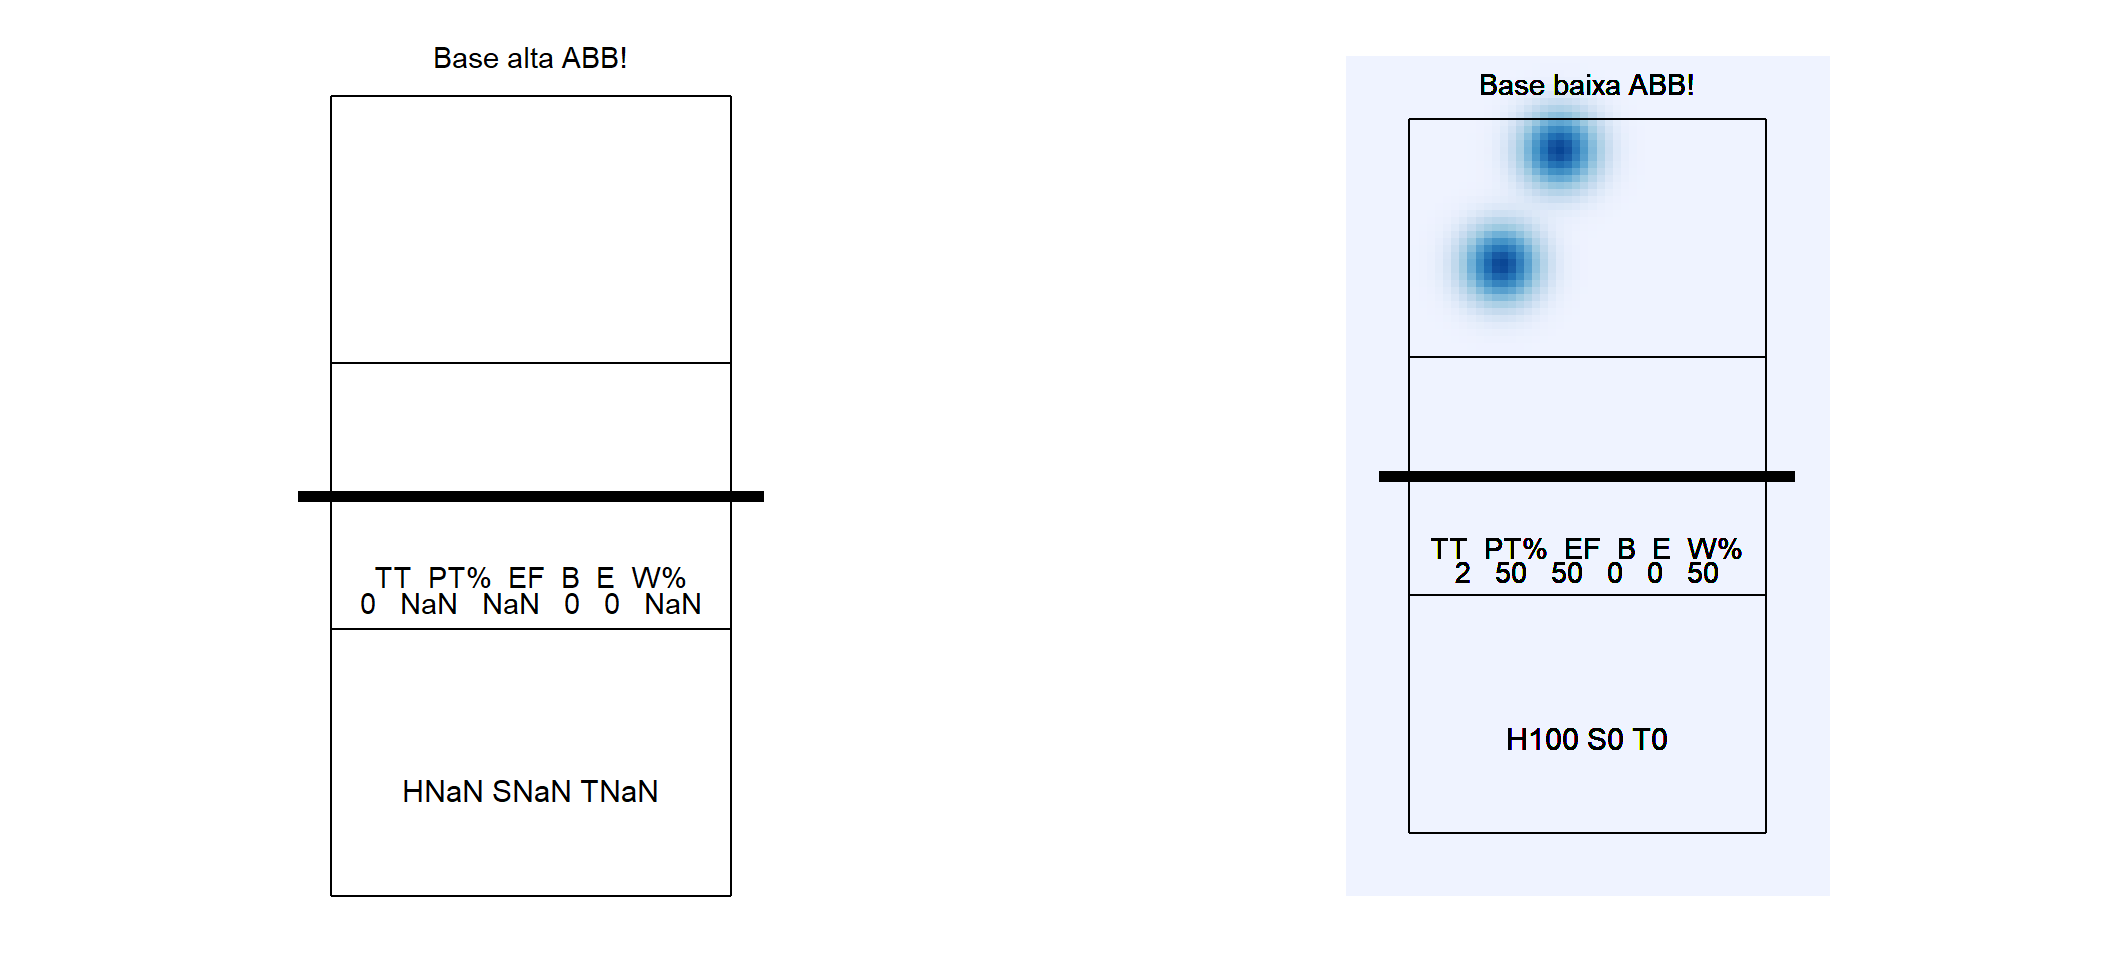 Base alta ABB!
TT PT% EF B E W%
0 NaN NaN 0 0 NaN
HNaN SNaN TNaN
Base baixa ABB!
TT PT% EF B E W%
2 50 50 0 0 50
H100 S0 T0